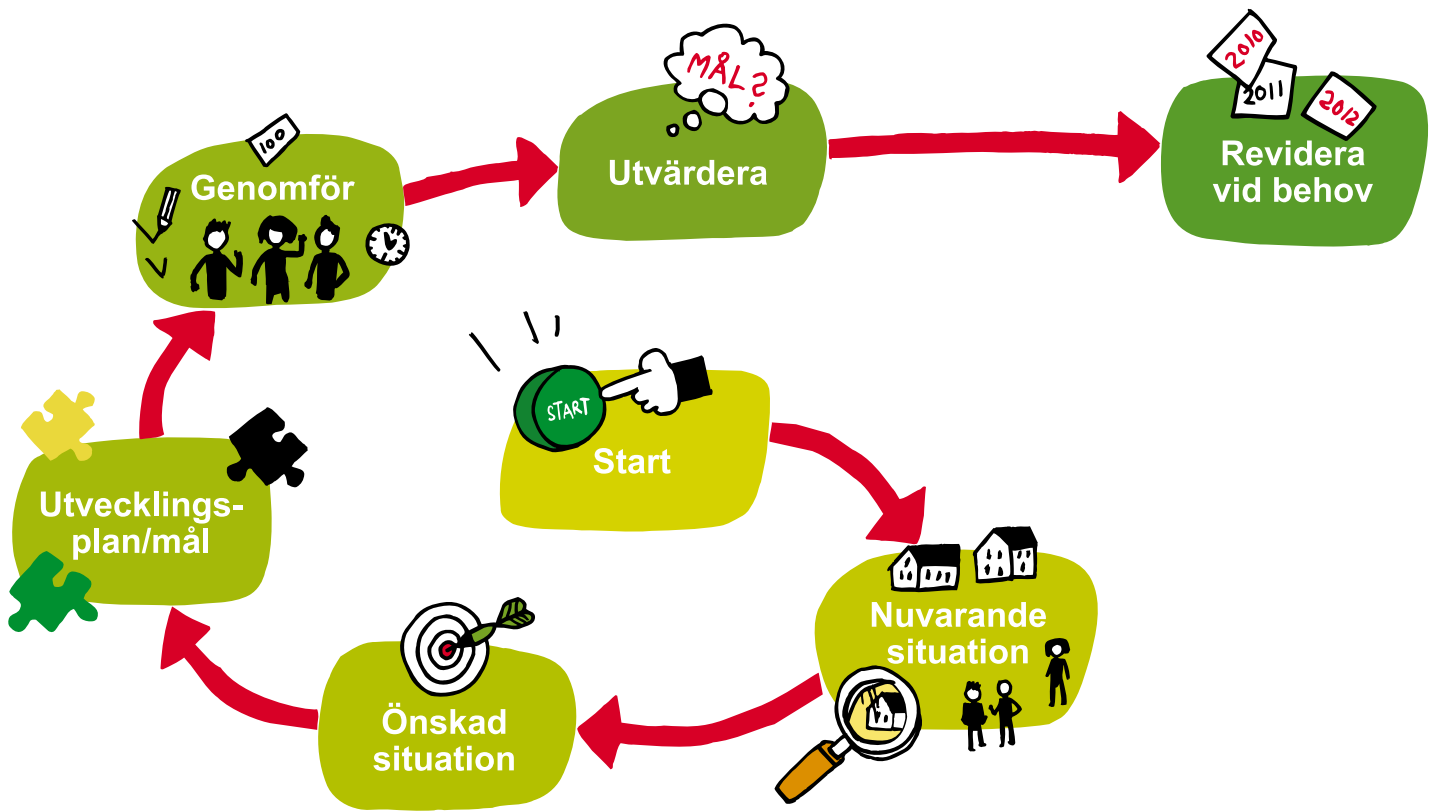 MÅL?
2010
2011
2012
100
Genomför
Utvärdera
Revidera
vid behov
START
Start
Utvecklings-
plan/mål
Nuvarande
situation
Önskad
situation